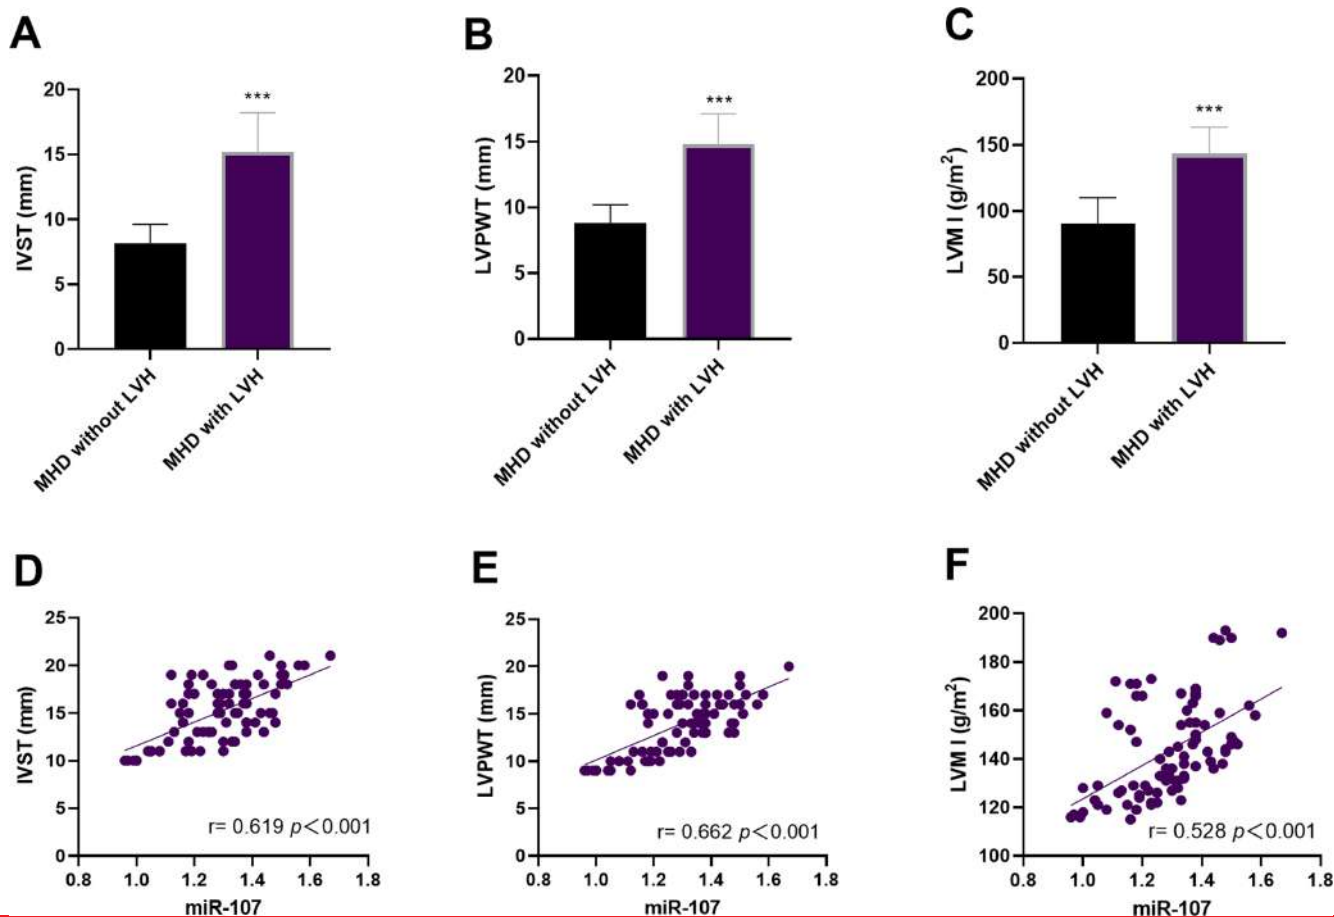 A
B
C
IVST (mm)
20
15
10
5
0
***
MHD without LVH
MHD with LVH
LVPWT (mm)
20
15
10
5
0
***
MHD without LVH
MHD with LVH
LVM I (g/m²)
200
150
100
50
0
***
MHD without LVH
MHD with LVH
D
E
F
IVST (mm)
25
20
15
10
5
0
r= 0.619 p<0.001
0.8 1.0 1.2 1.4 1.6 1.8
miR-107
LVPWT (mm)
25
20
15
10
5
0
r= 0.662 p<0.001
0.8 1.0 1.2 1.4 1.6 1.8
miR-107
LVM I (g/m²)
200
180
160
140
120
100
r= 0.528 p<0.001
0.8 1.0 1.2 1.4 1.6 1.8
miR-107